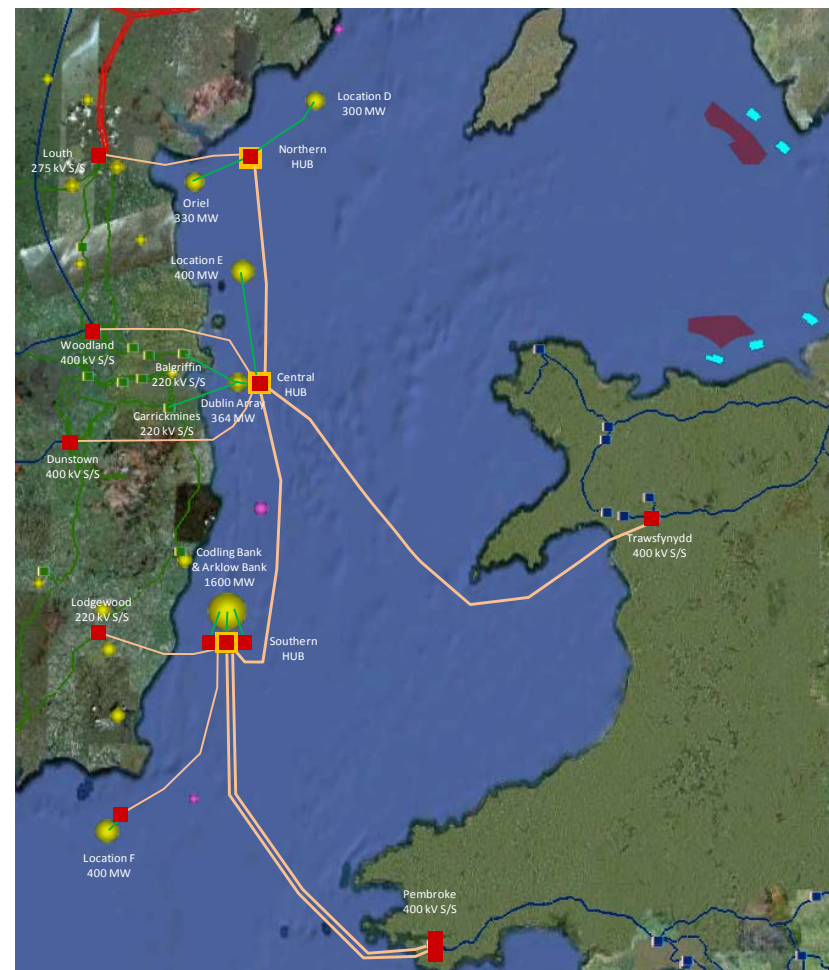 Location D
300 MW
Louth
275 kV S/S
Northern
HUB
Oriel
330 MW
Location E
400 MW
Woodland
400 kV S/S
Balgriffin
220 kV S/S
Central
HUB
Dublin Array
364 MW
Carrickmines
220 kV S/S
Dunstown
400 kV S/S
Trawsfynydd
400 kV S/S
Codling Bank
& Arklow Bank
1600 MW
Lodgewood
220 kV S/S
Southern
HUB
Location F
400 MW
Pembroke
400 kV S/S